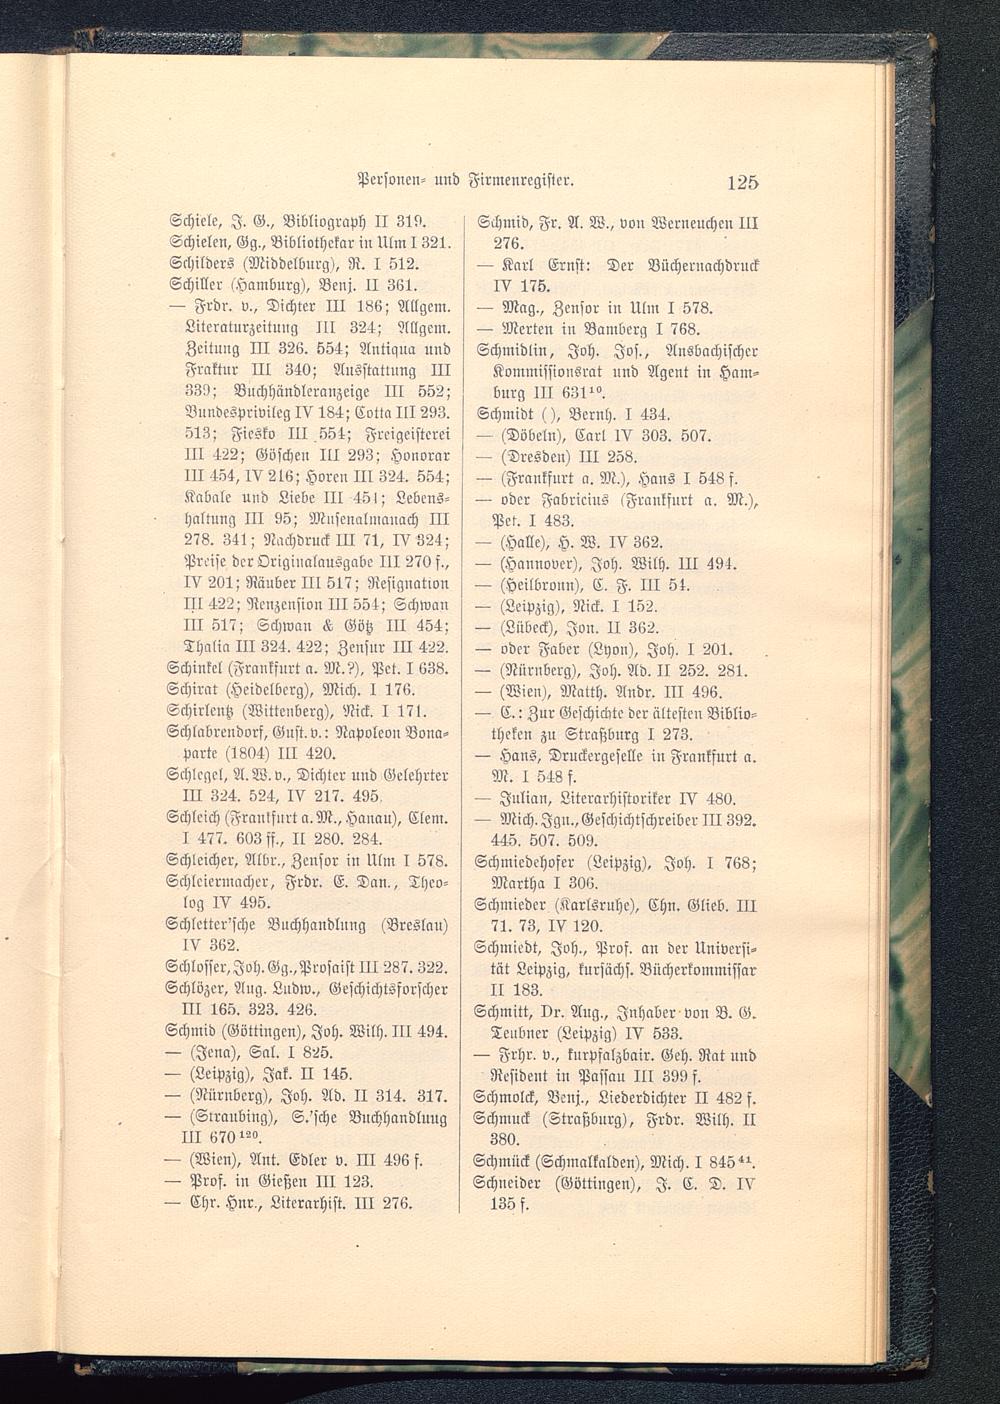 Personen- und Firmenregister.
125
Schiele, J. G., Bibliograph II 319.
Schielen, Gg., Bibliothekar in Ulm I 321.
Schilders (Middelburg), R. I 512.
Schiller (Hamburg), Benj. II 361.
— Frdr. v., Dichter III 186; Allgem.
Literaturzeitung III 324; Allgem.
Zeitung III 326. 554; Antiqua und
Fraktur III 340; Ausstattung III
339; Buchhändleranzeige III 552;
Bundesprivileg IV 184; Cotta III 293.
513; Fiesko III 554; Freigeisterei
III 422; Göschen III 293; Honorar
III 454, IV 216; Horen III 324. 554;
Kabale und Liebe III 451; Lebens-
haltung III 95; Musenalmanach III
278. 341; Nachdruck III 71, IV 324;
Preise der Originalausgabe III 270 f.,
IV 201; Räuber III 517; Resignation
III 422; Renzension III 554; Schwan
III 517; Schwan & Götz III 454;
Thalia III 324. 422; Zensur III 422.
Schinkel (Frankfurt a. M.?), Pet. I 638.
Schirat (Heidelberg), Mich. I 176.
Schirlentz (Wittenberg), Nick. I 171.
Schlabrendorf, Gust. v.: Napoleon Bona-
parte (1804) III 420.
Schlegel, A. W. v., Dichter und Gelehrter
III 324. 524, IV 217. 495.
Schleich (Frankfurt a. M., Hanau), Clem.
I 477. 603 ff., II 280. 284.
Schleicher, Albr., Zensor in Ulm I 578.
Schleiermacher, Frdr. E. Dan., Theo-
log IV 495.
Schletter'sche Buchhandlung (Breslau)
IV 362.
Schlosser, Joh. Gg., Prosaist III 287. 322.
Schlözer, Aug. Ludw., Geschichtsforscher
III 165. 323. 426.
Schmid (Göttingen), Joh. Wilh. III 494.
— (Jena), Sal. I 825.
— (Leipzig), Jak. II 145.
— (Nürnberg), Joh. Ad. II 314. 317.
— (Straubing), S.'sche Buchhandlung
III 670¹²⁰.
— (Wien), Ant. Edler v. III 496 f.
— Prof. in Gießen III 123.
— Chr. Hnr., Literarhist. III 276.
Schmid, Fr. A. W., von Werneuchen III
276.
— Karl Ernst: Der Büchernachdruck
IV 175.
— Mag., Zensor in Ulm I 578.
— Merten in Bamberg I 768.
Schmidlin, Joh. Jos., Ansbachischer
Kommissionsrat und Agent in Ham-
burg III 631¹⁰.
Schmidt ( ), Bernh. I 434.
— (Döbeln), Carl IV 303. 507.
— (Dresden) III 258.
— (Frankfurt a. M.), Hans I 548 f.
— oder Fabricius (Frankfurt a. M.),
Pet. I 483.
— (Halle), H. W. IV 362.
— (Hannover), Joh. Wilh. III 494.
— (Heilbronn), C. F. III 54.
— (Leipzig), Nick. I 152.
— (Lübeck), Jon. II 362.
— oder Faber (Lyon), Joh. I 201.
— (Nürnberg), Joh. Ad. II 252. 281.
— (Wien), Matth. Andr. III 496.
— C.: Zur Geschichte der ältesten Biblio-
theken zu Straßburg I 273.
— Hans, Druckergeselle in Frankfurt a.
M. I 548 f.
— Julian, Literarhistoriker IV 480.
— Mich. Ign., Geschichtschreiber III 392.
445. 507. 509.
Schmiedehofer (Leipzig), Joh. I 768;
Martha I 306.
Schmieder (Karlsruhe), Chn. Glieb. III
71. 73, IV 120.
Schmiedt, Joh., Prof. an der Universi-
tät Leipzig, kursächs. Bücherkommissar
II 183.
Schmitt, Dr. Aug., Inhaber von B. G.
Teubner (Leipzig) IV 533.
— Frhr. v., kurpfalzbair. Geh. Rat und
Resident in Passau III 399 f.
Schmolck, Benj., Liederdichter II 482 f.
Schmuck (Straßburg), Frdr. Wilh. II
380.
Schmück (Schmalkalden), Mich. I 845⁴¹.
Schneider (Göttingen), J. C. D. IV
135 f.